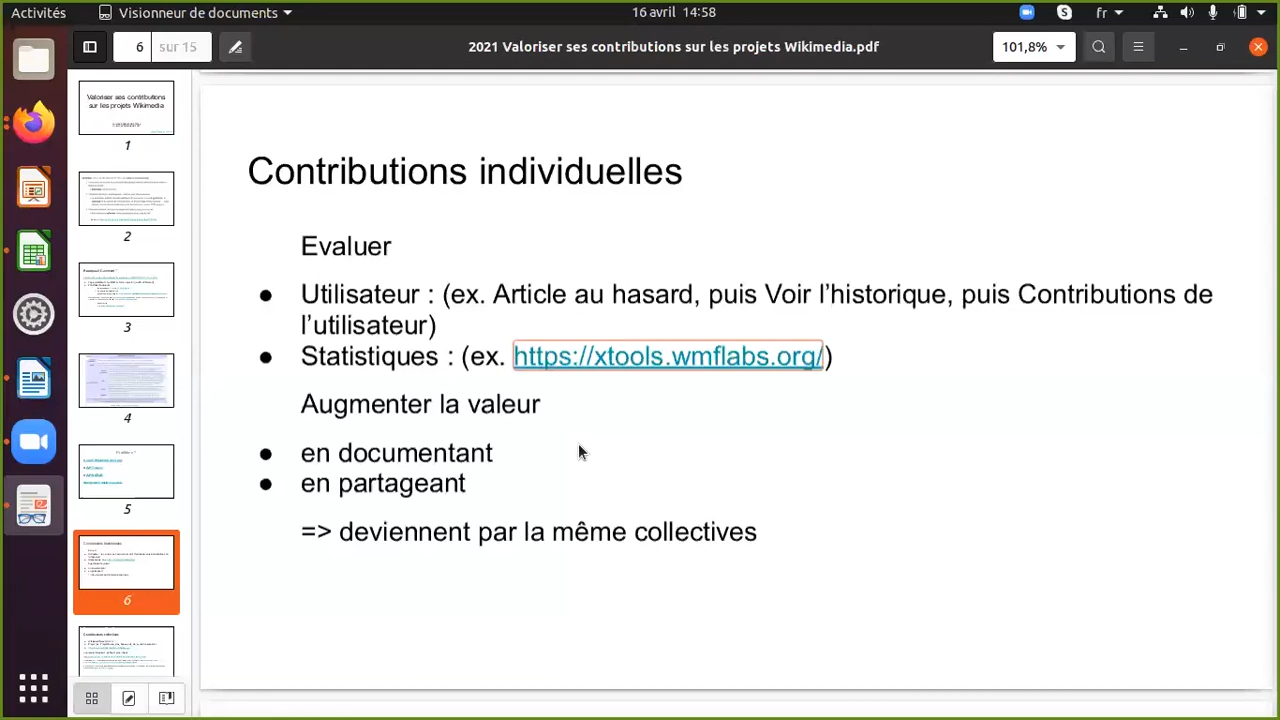 Activités
Visionneur de documents
16 avril 14:58
fr
6 sur 15
2021 Valoriser ses contributions sur les projets Wikimedia.pdf
101,8%
Valoriser ses contributions
sur les projets Wikimedia
1
2
3
4
5
6
Contributions individuelles
Evaluer
● Utilisateur : (ex. Article au hasard, puis Voir l’historique, puis Contributions de
l’utilisateur)
● Statistiques : (ex. https://xtools.wmflabs.org/)
Augmenter la valeur
● en documentant
● en partageant
=> deviennent par la même collectives